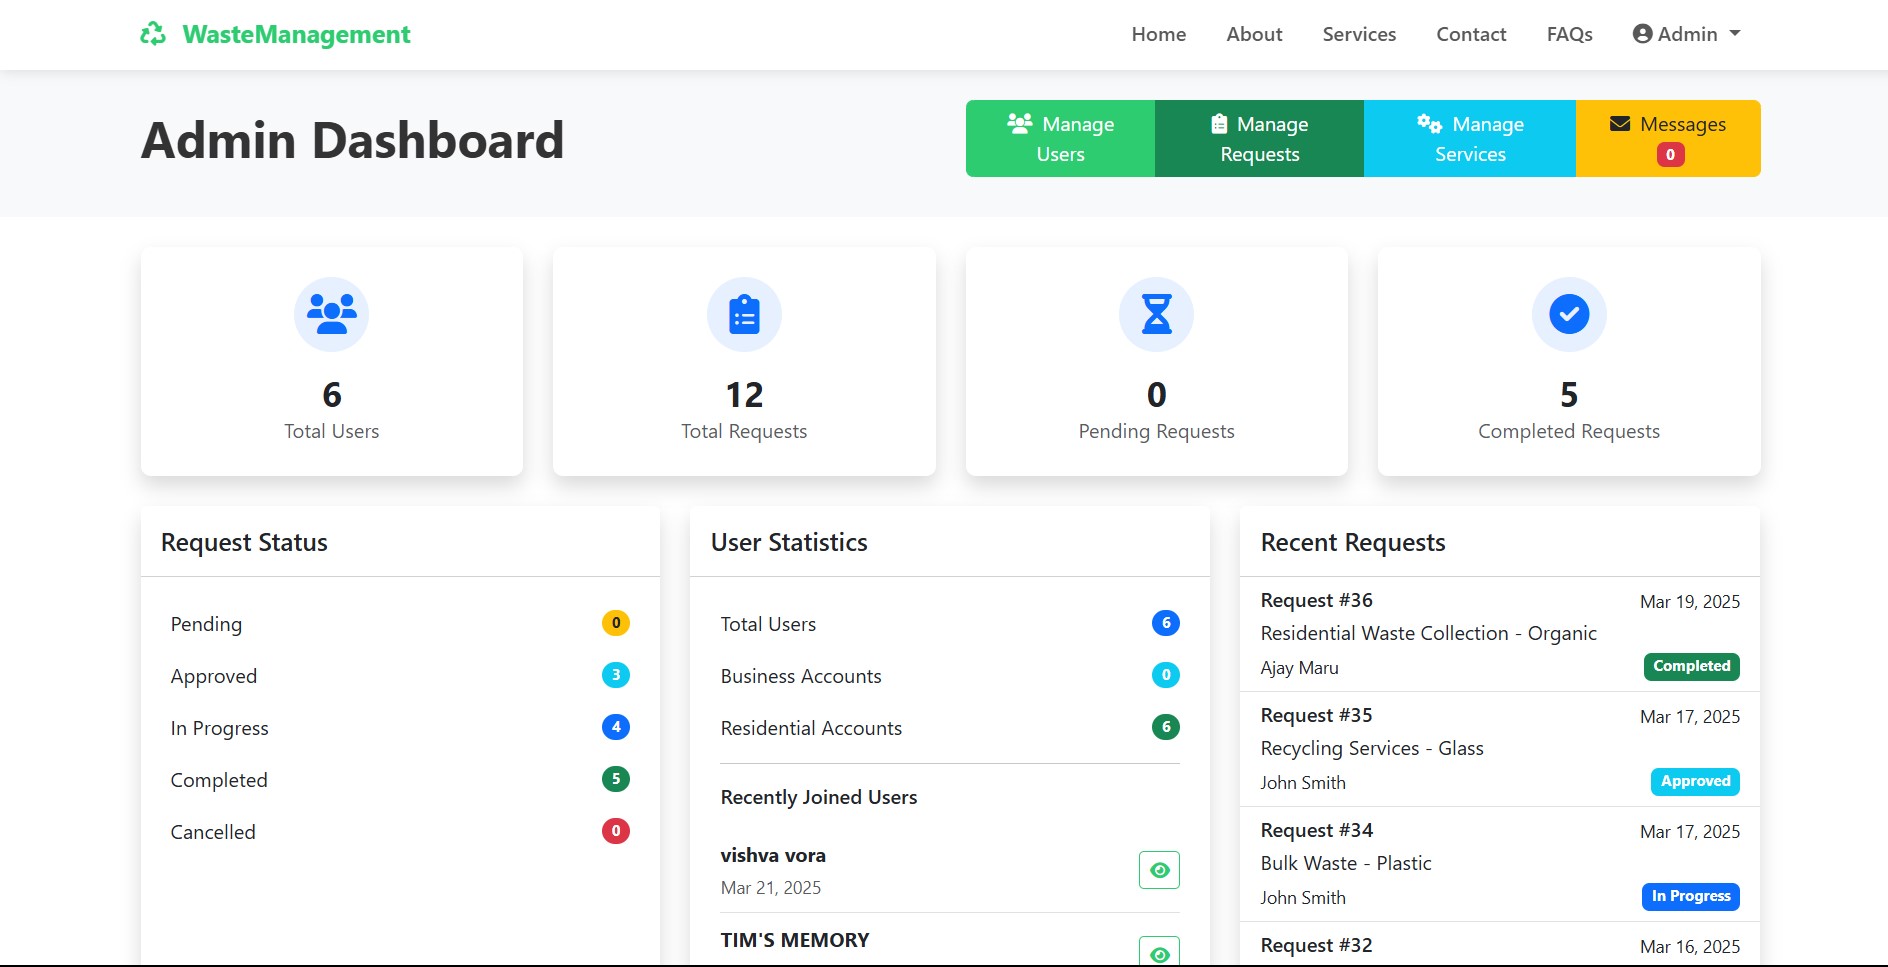 WasteManagement
Home About Services Contact FAQs Admin
Admin Dashboard
Manage Users
Manage Requests
Manage Services
Messages 0
6
Total Users
12
Total Requests
0
Pending Requests
5
Completed Requests
Request Status
Pending 0
Approved 3
In Progress 4
Completed 5
Cancelled 0
User Statistics
Total Users 6
Business Accounts 0
Residential Accounts 6
Recently Joined Users
vishva vora
Mar 21, 2025
TIM'S MEMORY
Recent Requests
Request #36 Mar 19, 2025
Residential Waste Collection - Organic
Ajay Maru Completed
Request #35 Mar 17, 2025
Recycling Services - Glass
John Smith Approved
Request #34 Mar 17, 2025
Bulk Waste - Plastic
John Smith In Progress
Request #32 Mar 16, 2025